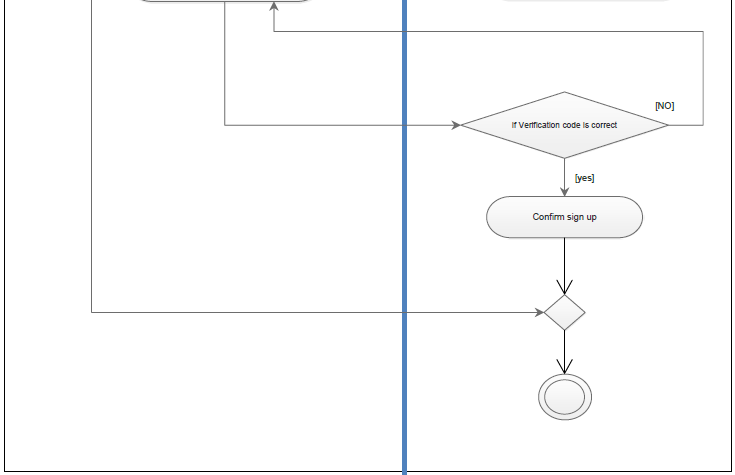 [NO]
if Verification code is correct
[yes]
Confirm sign up